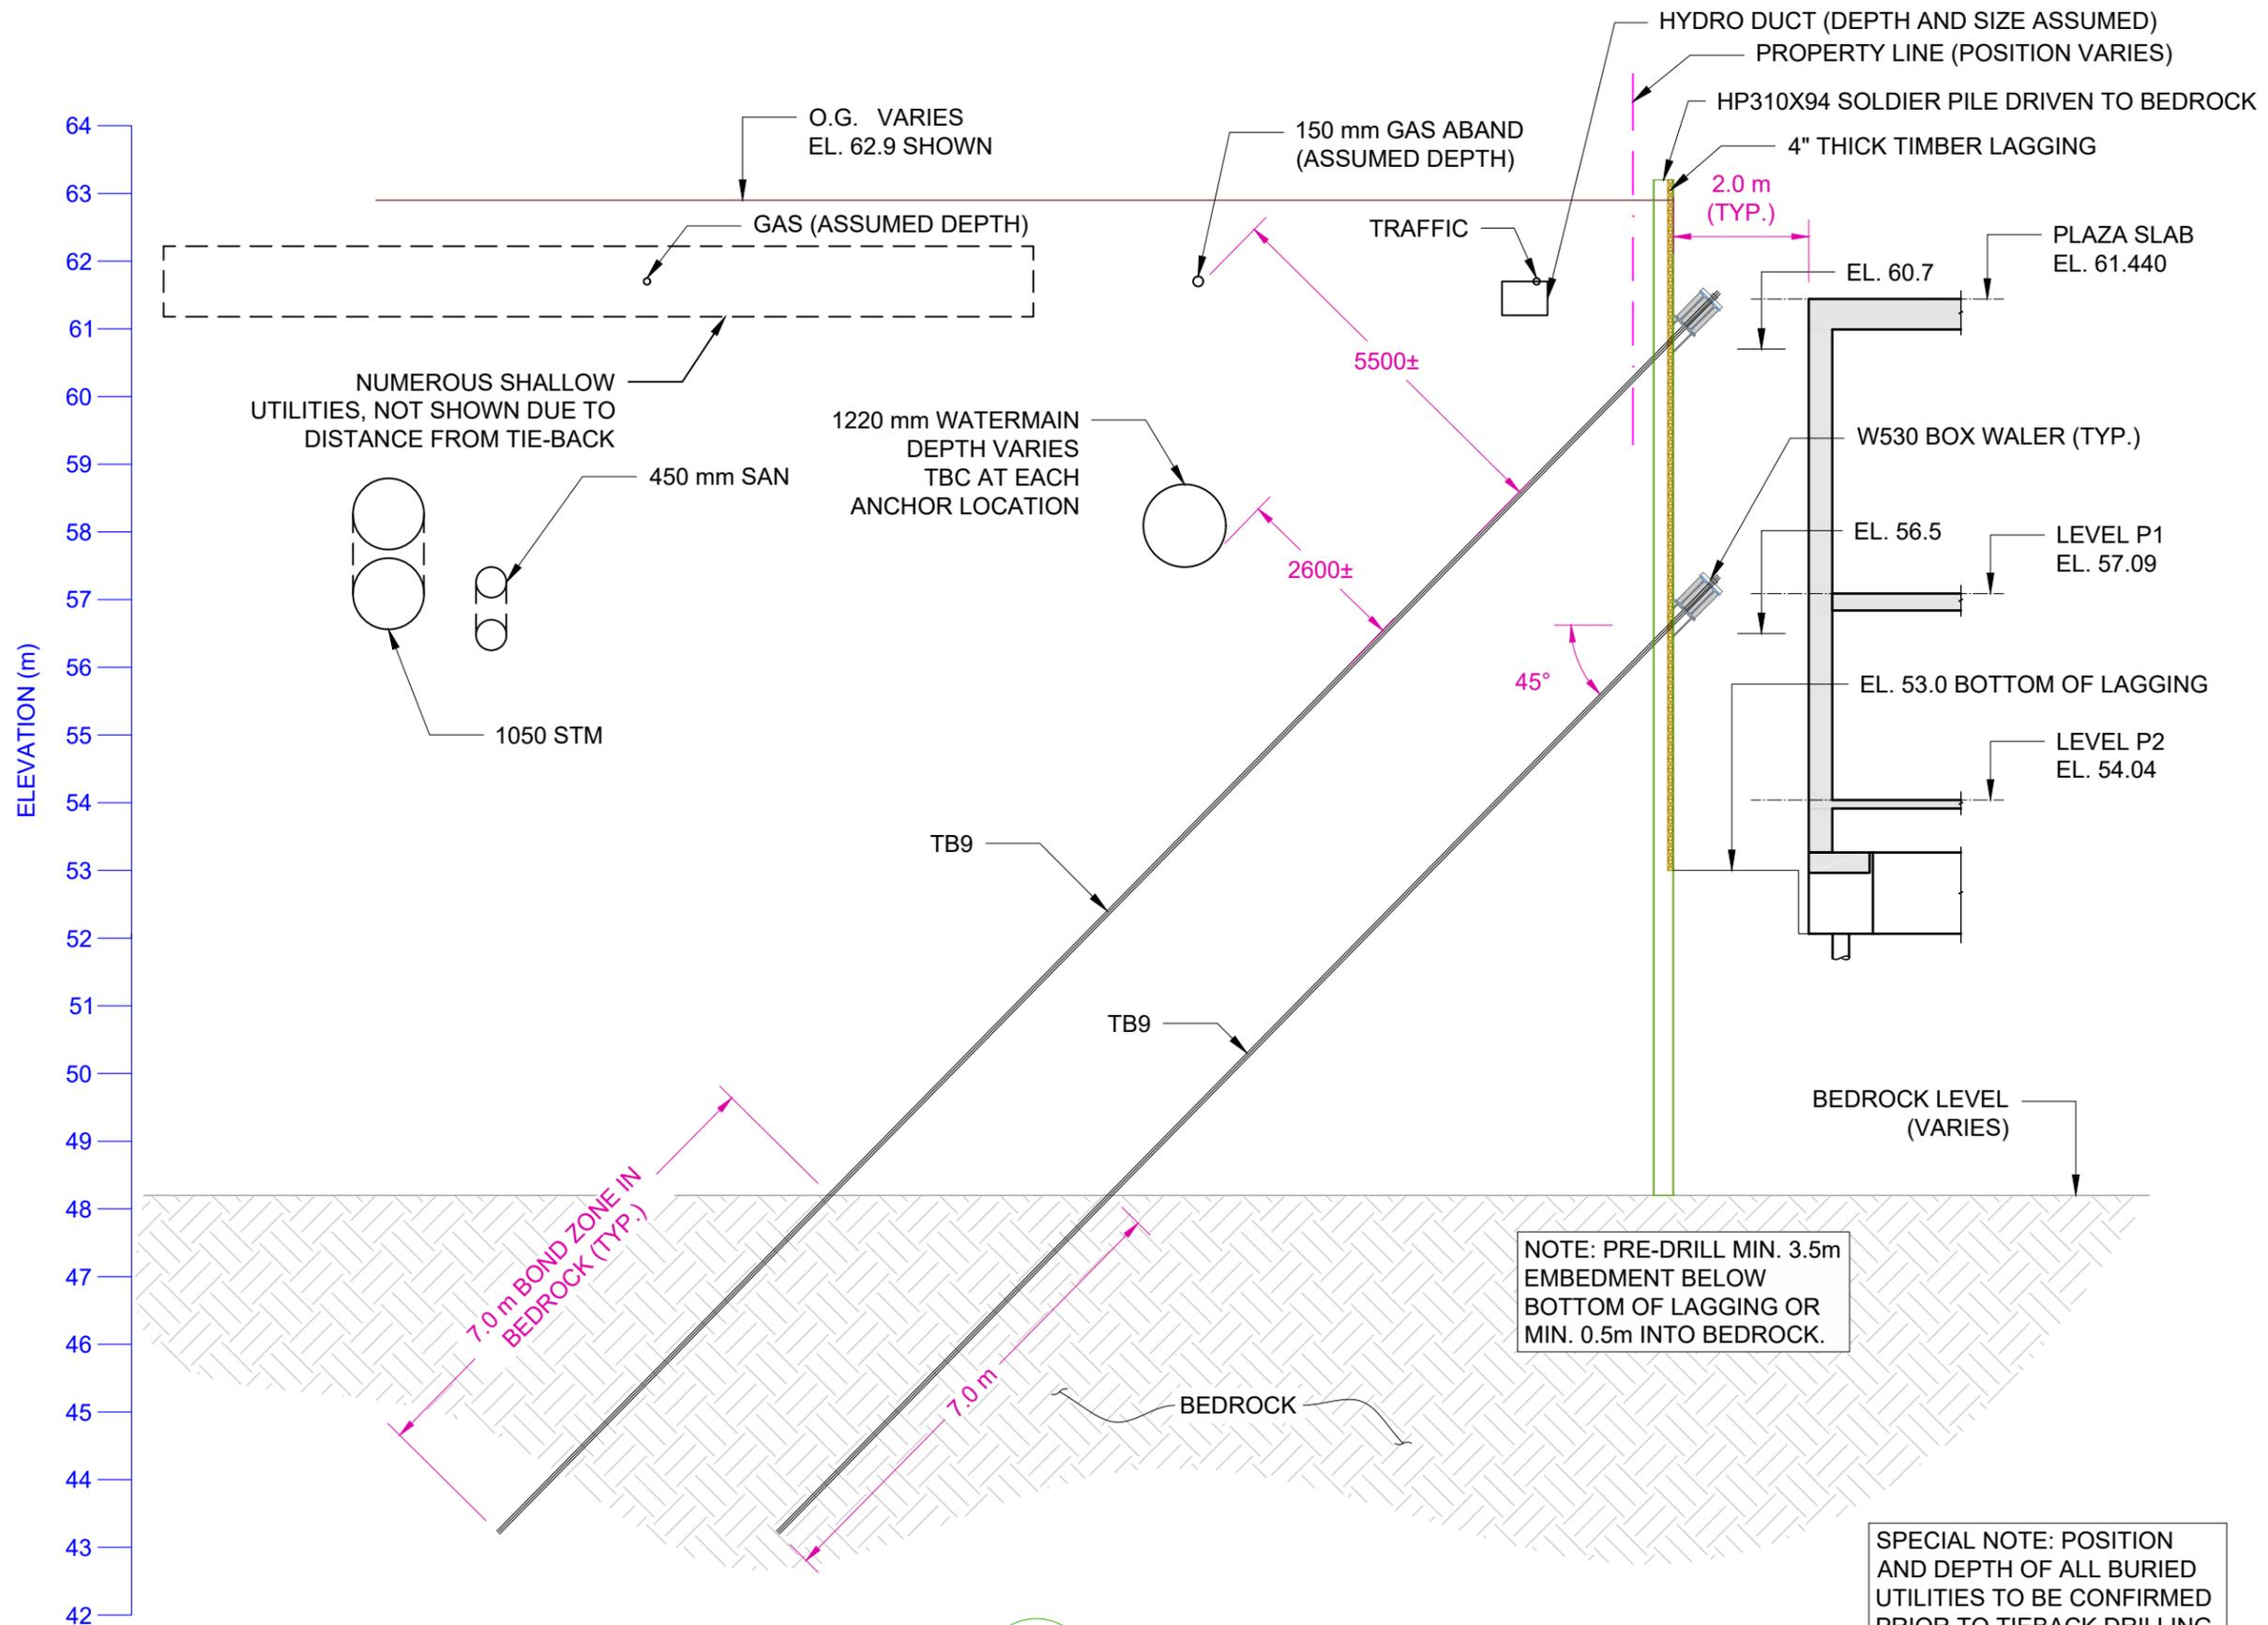 HYDRO DUCT (DEPTH AND SIZE ASSUMED)
PROPERTY LINE (POSITION VARIES)
HP310X94 SOLDIER PILE DRIVEN TO BEDROCK
4" THICK TIMBER LAGGING
2.0 m
(TYP.)
O.G. VARIES
EL. 62.9 SHOWN
150 mm GAS ABAND
(ASSUMED DEPTH)
GAS (ASSUMED DEPTH)
TRAFFIC
PLAZA SLAB
EL. 61.440
EL. 60.7
5500±
NUMEROUS SHALLOW
UTILITIES, NOT SHOWN DUE TO
DISTANCE FROM TIE-BACK
1220 mm WATERMAIN
DEPTH VARIES
TBC AT EACH
ANCHOR LOCATION
450 mm SAN
W530 BOX WALER (TYP.)
EL. 56.5
LEVEL P1
EL. 57.09
2600±
45°
EL. 53.0 BOTTOM OF LAGGING
1050 STM
LEVEL P2
EL. 54.04
TB9
TB9
BEDROCK LEVEL
(VARIES)
7.0 m BOND ZONE IN
BEDROCK (TYP.)
7.0 m
NOTE: PRE-DRILL MIN. 3.5m
EMBEDMENT BELOW
BOTTOM OF LAGGING OR
MIN. 0.5m INTO BEDROCK.
BEDROCK
SPECIAL NOTE: POSITION
AND DEPTH OF ALL BURIED
UTILITIES TO BE CONFIRMED
PRIOR TO TIEBACK DRILLING
ELEVATION (m)
64
63
62
61
60
59
58
57
56
55
54
53
52
51
50
49
48
47
46
45
44
43
42